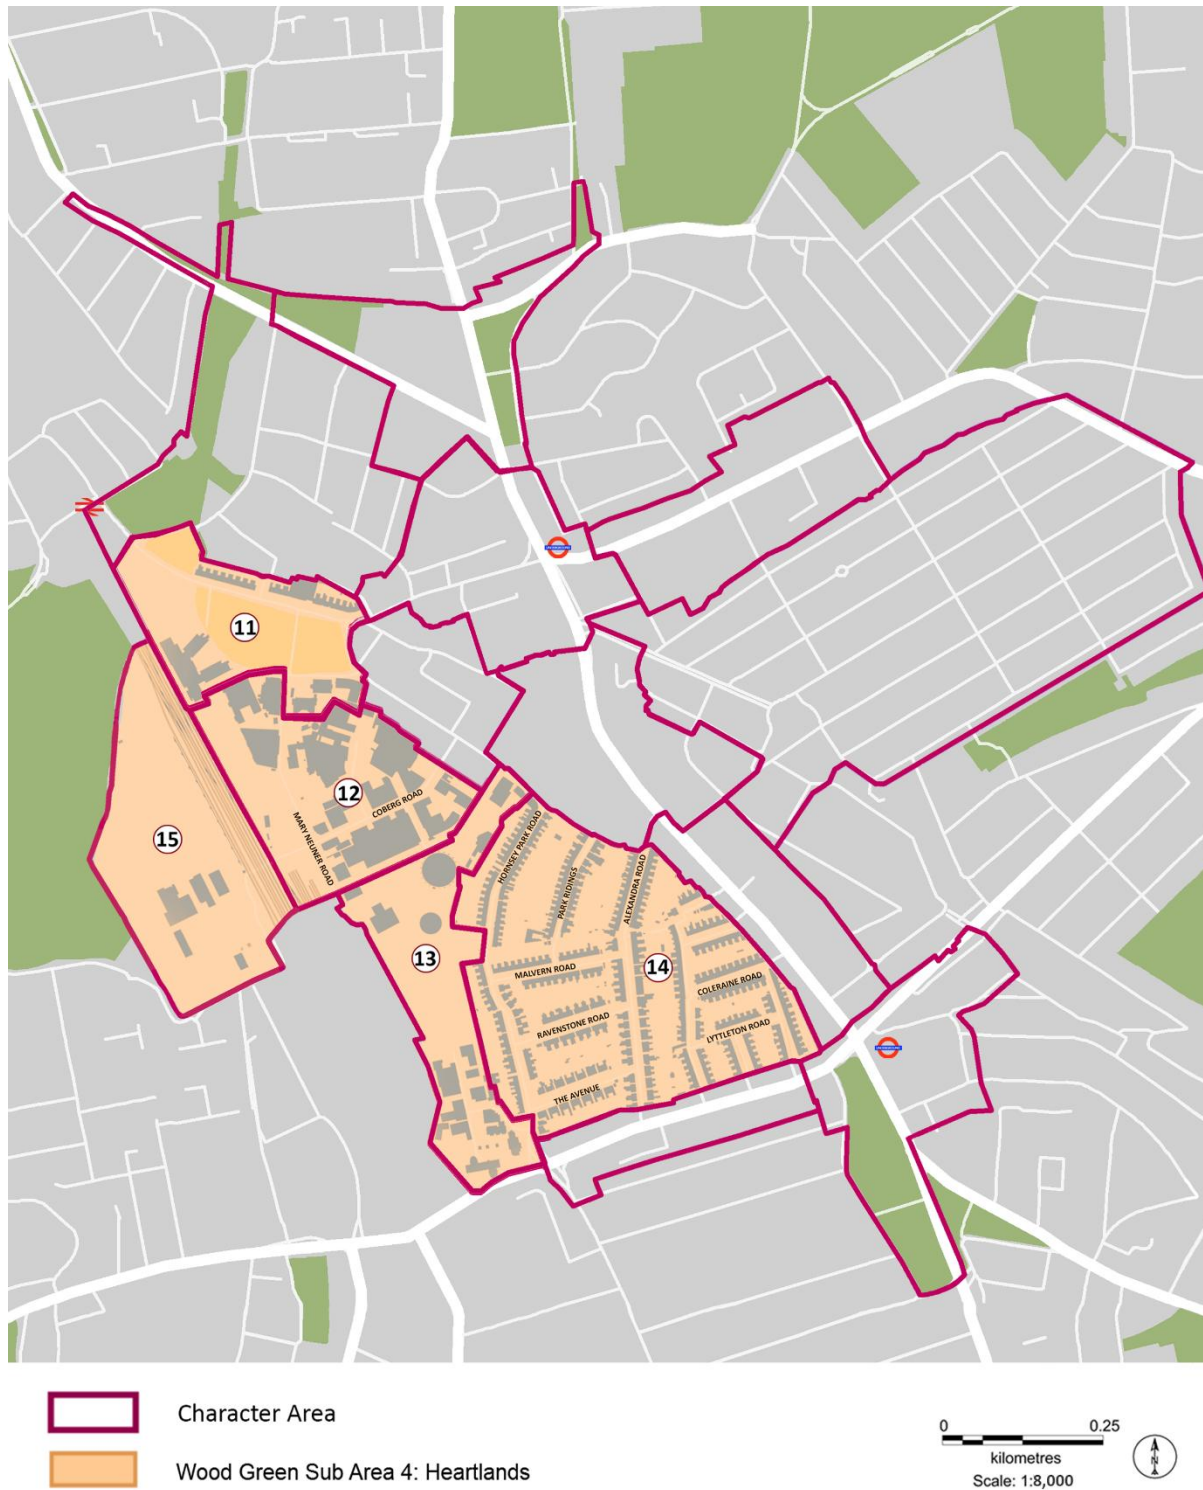 11
12
COBERG ROAD
MARY NEUNER ROAD
15
HORNSEY PARK ROAD
PARK RIDINGS
ALEXANDRA ROAD
13
14
MALVERN ROAD
COLERAINE ROAD
RAVENSTONE ROAD
LYTTLETON ROAD
THE AVENUE
Character Area
Wood Green Sub Area 4: Heartlands
0 0.25
kilometres
Scale: 1:8,000
N